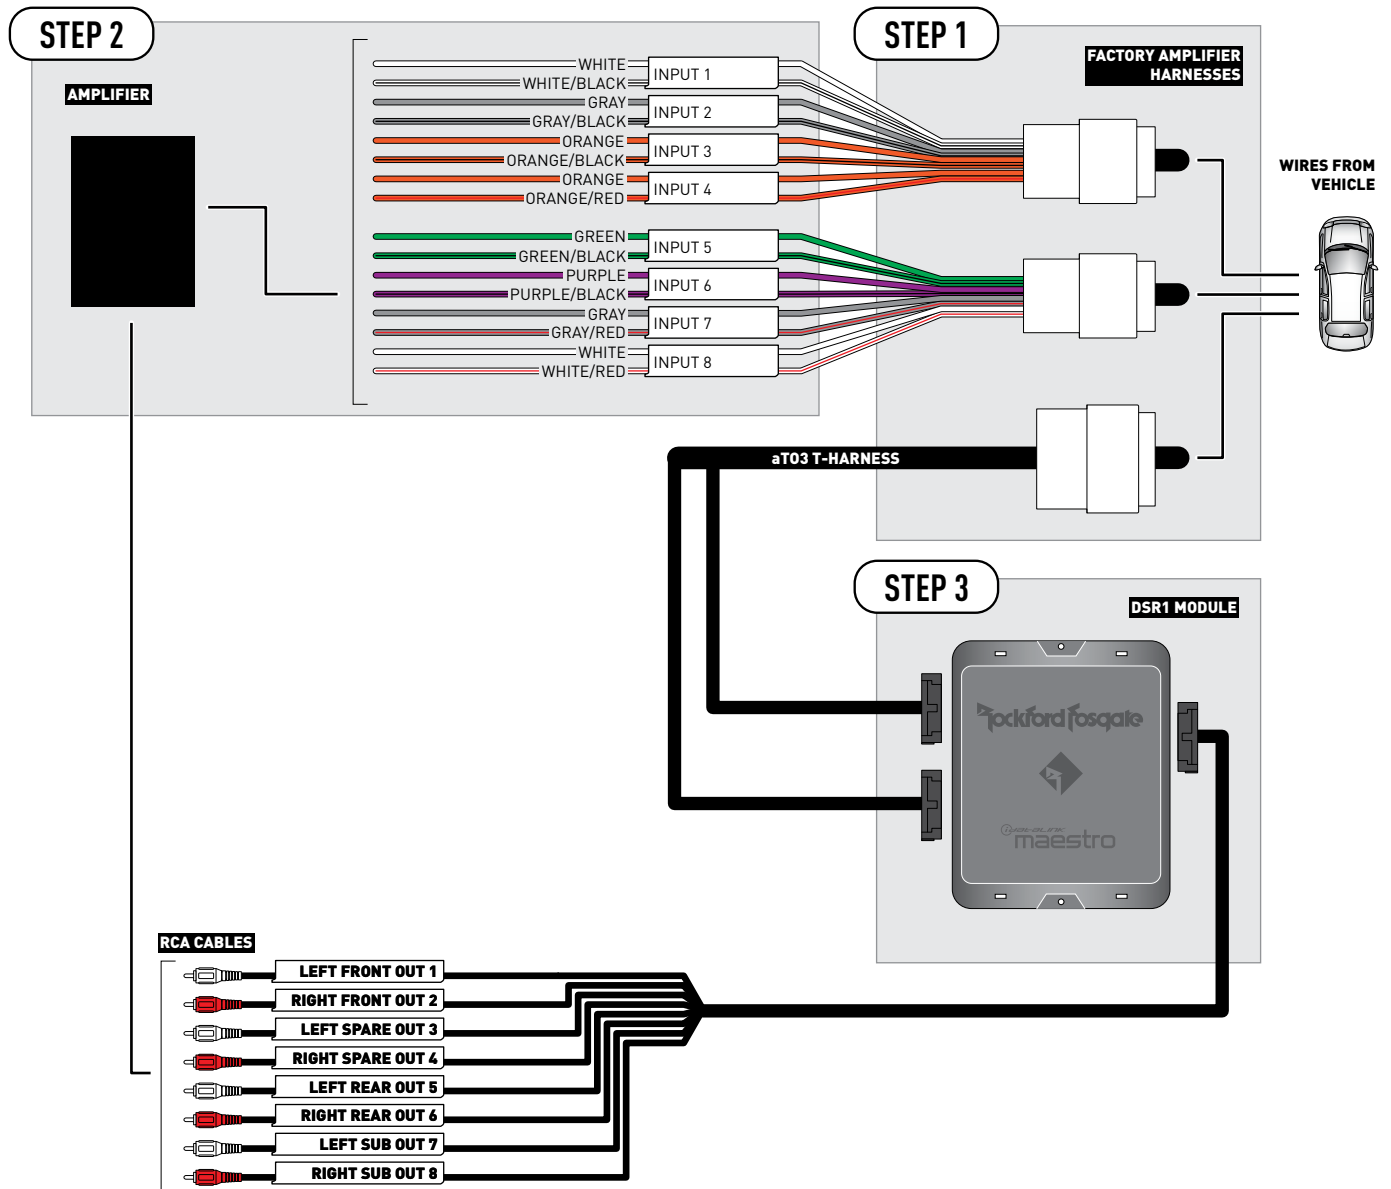 STEP 2
STEP 1
FACTORY AMPLIFIER
HARNESSES
AMPLIFIER
WHITE
WHITE/BLACK
INPUT 1
GRAY
GRAY/BLACK
INPUT 2
ORANGE
ORANGE/BLACK
INPUT 3
ORANGE
ORANGE/RED
INPUT 4
GREEN
GREEN/BLACK
INPUT 5
PURPLE
PURPLE/BLACK
INPUT 6
GRAY
GRAY/RED
INPUT 7
WHITE
WHITE/RED
INPUT 8
WIRES FROM
VEHICLE
aTO3 T-HARNESS
STEP 3
DSR1 MODULE
Rockford Fosgate
iDataLink
maestro
RCA CABLES
LEFT FRONT OUT 1
RIGHT FRONT OUT 2
LEFT SPARE OUT 3
RIGHT SPARE OUT 4
LEFT REAR OUT 5
RIGHT REAR OUT 6
LEFT SUB OUT 7
RIGHT SUB OUT 8